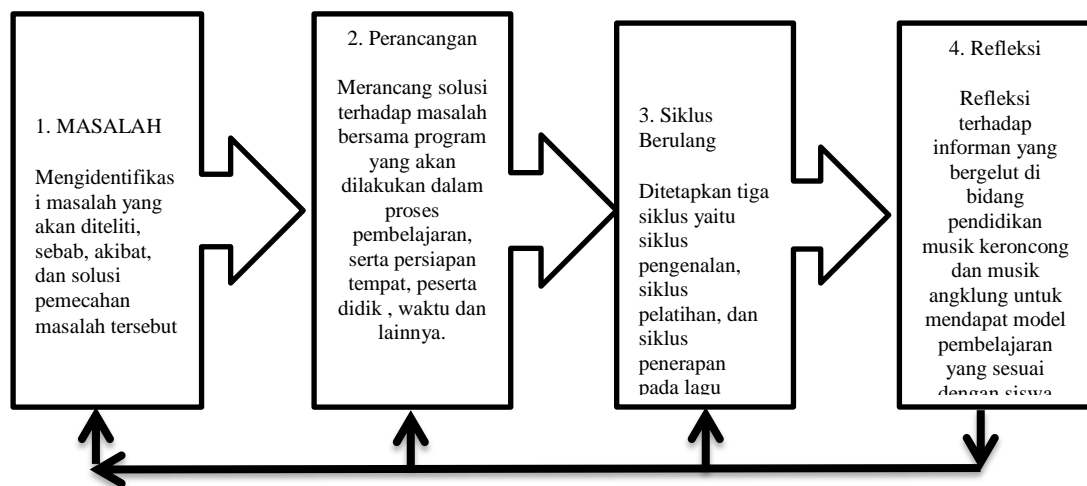 1. MASALAH
Mengidentifikas
i masalah yang
akan diteliti,
sebab, akibat,
dan solusi
pemecahan
masalah tersebut
2. Perancangan
Merancang solusi
terhadap masalah
bersama program
yang akan
dilakukan dalam
proses
pembelajaran,
serta persiapan
tempat, peserta
didik , waktu dan
lainnya.
3. Siklus
Berulang
Ditetapkan tiga
siklus yaitu
siklus
pengenalan,
siklus
pelatihan, dan
siklus
penerapan
pada lagu
4. Refleksi
Refleksi
terhadap
informan yang
bergelut di
bidang
pendidikan
musik keroncong
dan musik
angklung untuk
mendapat model
pembelajaran
yang sesuai
dengan siswa